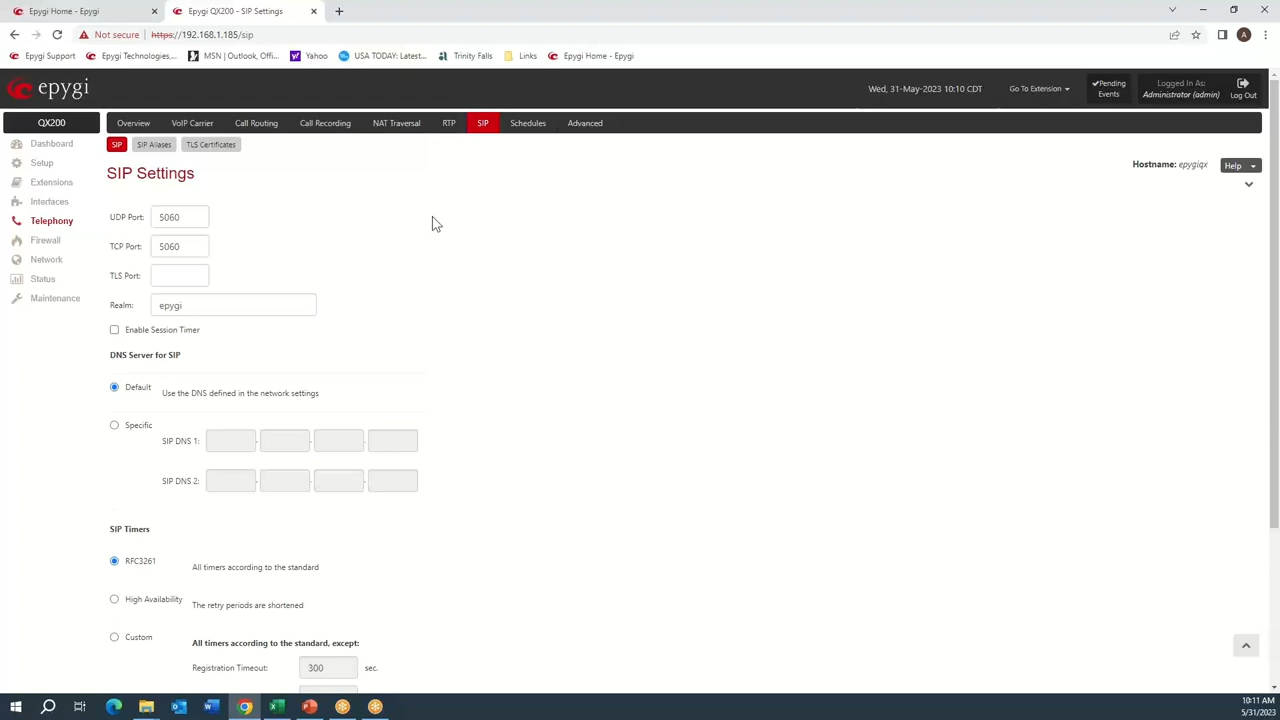 Epygi Home - Epygi
Epygi QX200 - SIP Settings
Not secure
https://192.168.1.185/sip
A
Epygi Support
Epygi Technologies,...
MSN | Outlook, Offi...
Yahoo
USA TODAY: Latest...
Trinity Falls
Links
Epygi Home - Epygi
epygi
Wed, 31-May-2023 10:10 CDT
Go To Extension
Pending
Events
Logged In As:
Administrator (admin)
Log Out
QX200
Overview
VoIP Carrier
Call Routing
Call Recording
NAT Traversal
RTP
SIP
Schedules
Advanced
Dashboard
Setup
Extensions
Interfaces
Telephony
Firewall
Network
Status
Maintenance
SIP
SIP Aliases
TLS Certificates
Hostname: epygiqx
Help
SIP Settings
UDP Port: 5060
TCP Port: 5060
TLS Port:
Realm: epygi
Enable Session Timer
DNS Server for SIP
Default Use the DNS defined in the network settings
Specific
SIP DNS 1:
SIP DNS 2:
SIP Timers
RFC3261 All timers according to the standard
High Availability The retry periods are shortened
Custom All timers according to the standard, except:
Registration Timeout: 300 sec.
10:11 AM
5/31/2023